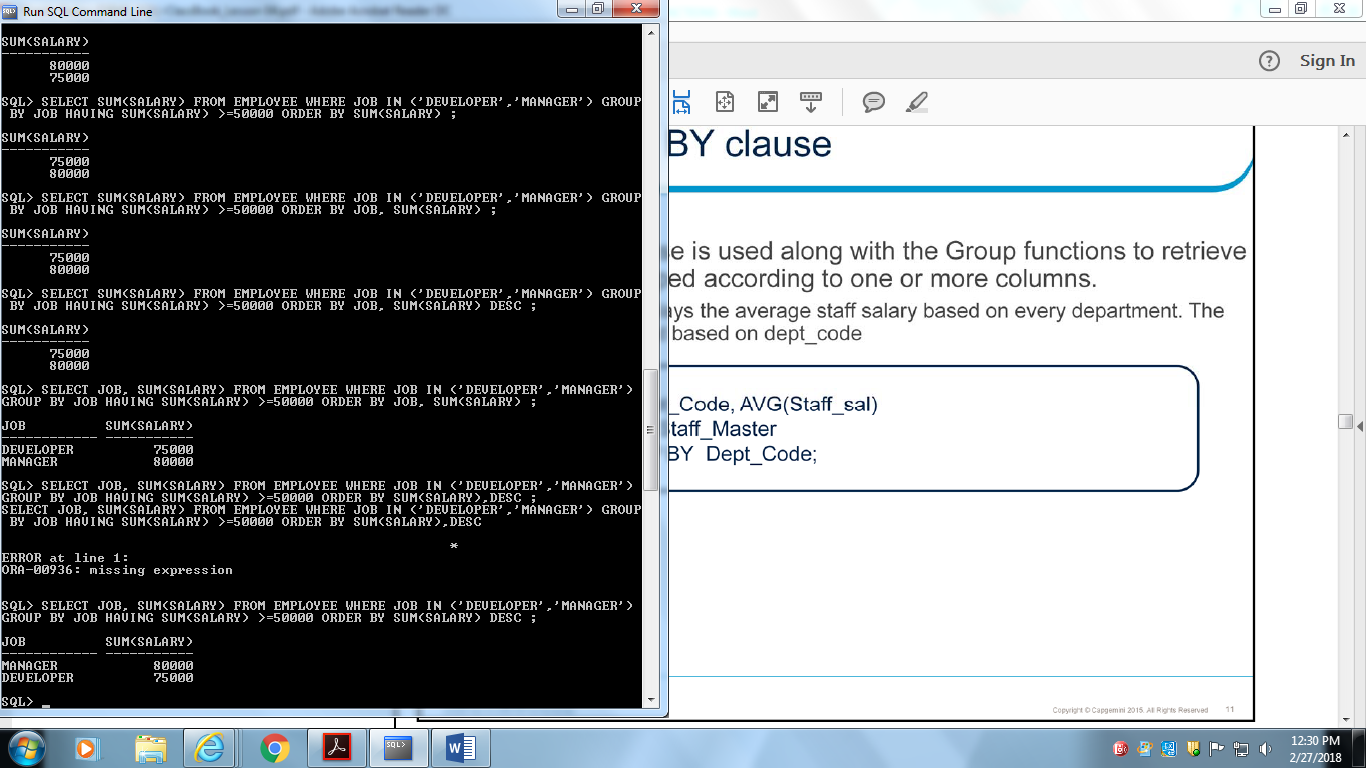 Run SQL Command Line
SUM(SALARY)
-----------
80000
75000
SQL> SELECT SUM(SALARY) FROM EMPLOYEE WHERE JOB IN ('DEVELOPER','MANAGER') GROUP
BY JOB HAVING SUM(SALARY) >=50000 ORDER BY SUM(SALARY) ;
SUM(SALARY)
-----------
75000
80000
SQL> SELECT SUM(SALARY) FROM EMPLOYEE WHERE JOB IN ('DEVELOPER','MANAGER') GROUP
BY JOB HAVING SUM(SALARY) >=50000 ORDER BY JOB, SUM(SALARY) ;
SUM(SALARY)
-----------
75000
80000
SQL> SELECT SUM(SALARY) FROM EMPLOYEE WHERE JOB IN ('DEVELOPER','MANAGER') GROUP
BY JOB HAVING SUM(SALARY) >=50000 ORDER BY JOB, SUM(SALARY) DESC ;
SUM(SALARY)
-----------
75000
80000
SQL> SELECT JOB, SUM(SALARY) FROM EMPLOYEE WHERE JOB IN ('DEVELOPER','MANAGER')
GROUP BY JOB HAVING SUM(SALARY) >=50000 ORDER BY JOB, SUM(SALARY) ;
JOB SUM(SALARY)
------------ -----------
DEVELOPER 75000
MANAGER 80000
SQL> SELECT JOB, SUM(SALARY) FROM EMPLOYEE WHERE JOB IN ('DEVELOPER','MANAGER')
GROUP BY JOB HAVING SUM(SALARY) >=50000 ORDER BY SUM(SALARY),DESC ;
SELECT JOB, SUM(SALARY) FROM EMPLOYEE WHERE JOB IN ('DEVELOPER','MANAGER') GROUP
BY JOB HAVING SUM(SALARY) >=50000 ORDER BY SUM(SALARY),DESC
*
ERROR at line 1:
ORA-00936: missing expression
SQL> SELECT JOB, SUM(SALARY) FROM EMPLOYEE WHERE JOB IN ('DEVELOPER','MANAGER')
GROUP BY JOB HAVING SUM(SALARY) >=50000 ORDER BY SUM(SALARY) DESC ;
JOB SUM(SALARY)
------------ -----------
MANAGER 80000
DEVELOPER 75000
SQL> _
Sign In
BY clause
is used along with the Group functions to retrieve
according to one or more columns.
the average staff salary based on every department. The
based on dept_code
_Code, AVG(Staff_sal)
Staff_Master
BY Dept_Code;
Copyright © Capgemini 2015. All Rights Reserved 11
SQL>
12:30 PM
2/27/2018